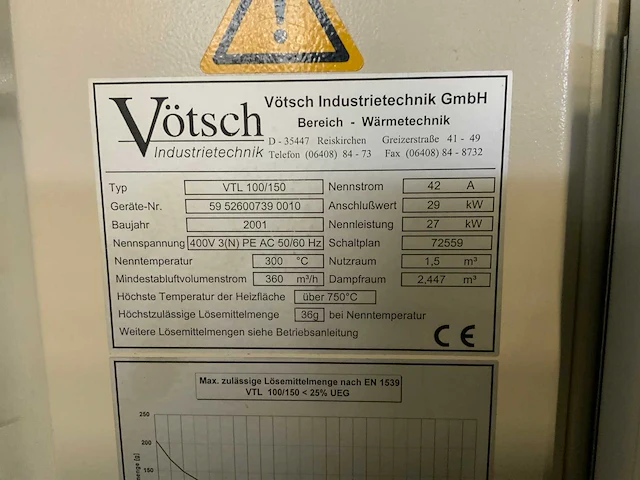 Vötsch
Industrietechnik
Vötsch Industrietechnik GmbH
Bereich - Wärmetechnik
D - 35447 Reiskirchen Greizerstraße 41 - 49
Telefon (06408) 84 - 73 Fax (06408) 84 - 8732
Typ VTL 100/150 Nennstrom 42 A
Geräte-Nr. 59 52600739 0010 Anschlußwert 29 kW
Baujahr 2001 Nennleistung 27 kW
Nennspannung 400V 3(N) PE AC 50/60 Hz Schaltplan 72559
Nenntemperatur 300 °C Nutzraum 1,5 m³
Mindestabluftvolumenstrom 360 m³/h Dampfraum 2,447 m³
Höchste Temperatur der Heizfläche über 750°C
Höchstzulässige Lösemittelmenge 36g bei Nenntemperatur
Weitere Lösemittelmengen siehe Betriebsanleitung
CE
Max. zulässige Lösemittelmenge nach EN 1539
VTL 100/150 < 25% UEG
250
200
150